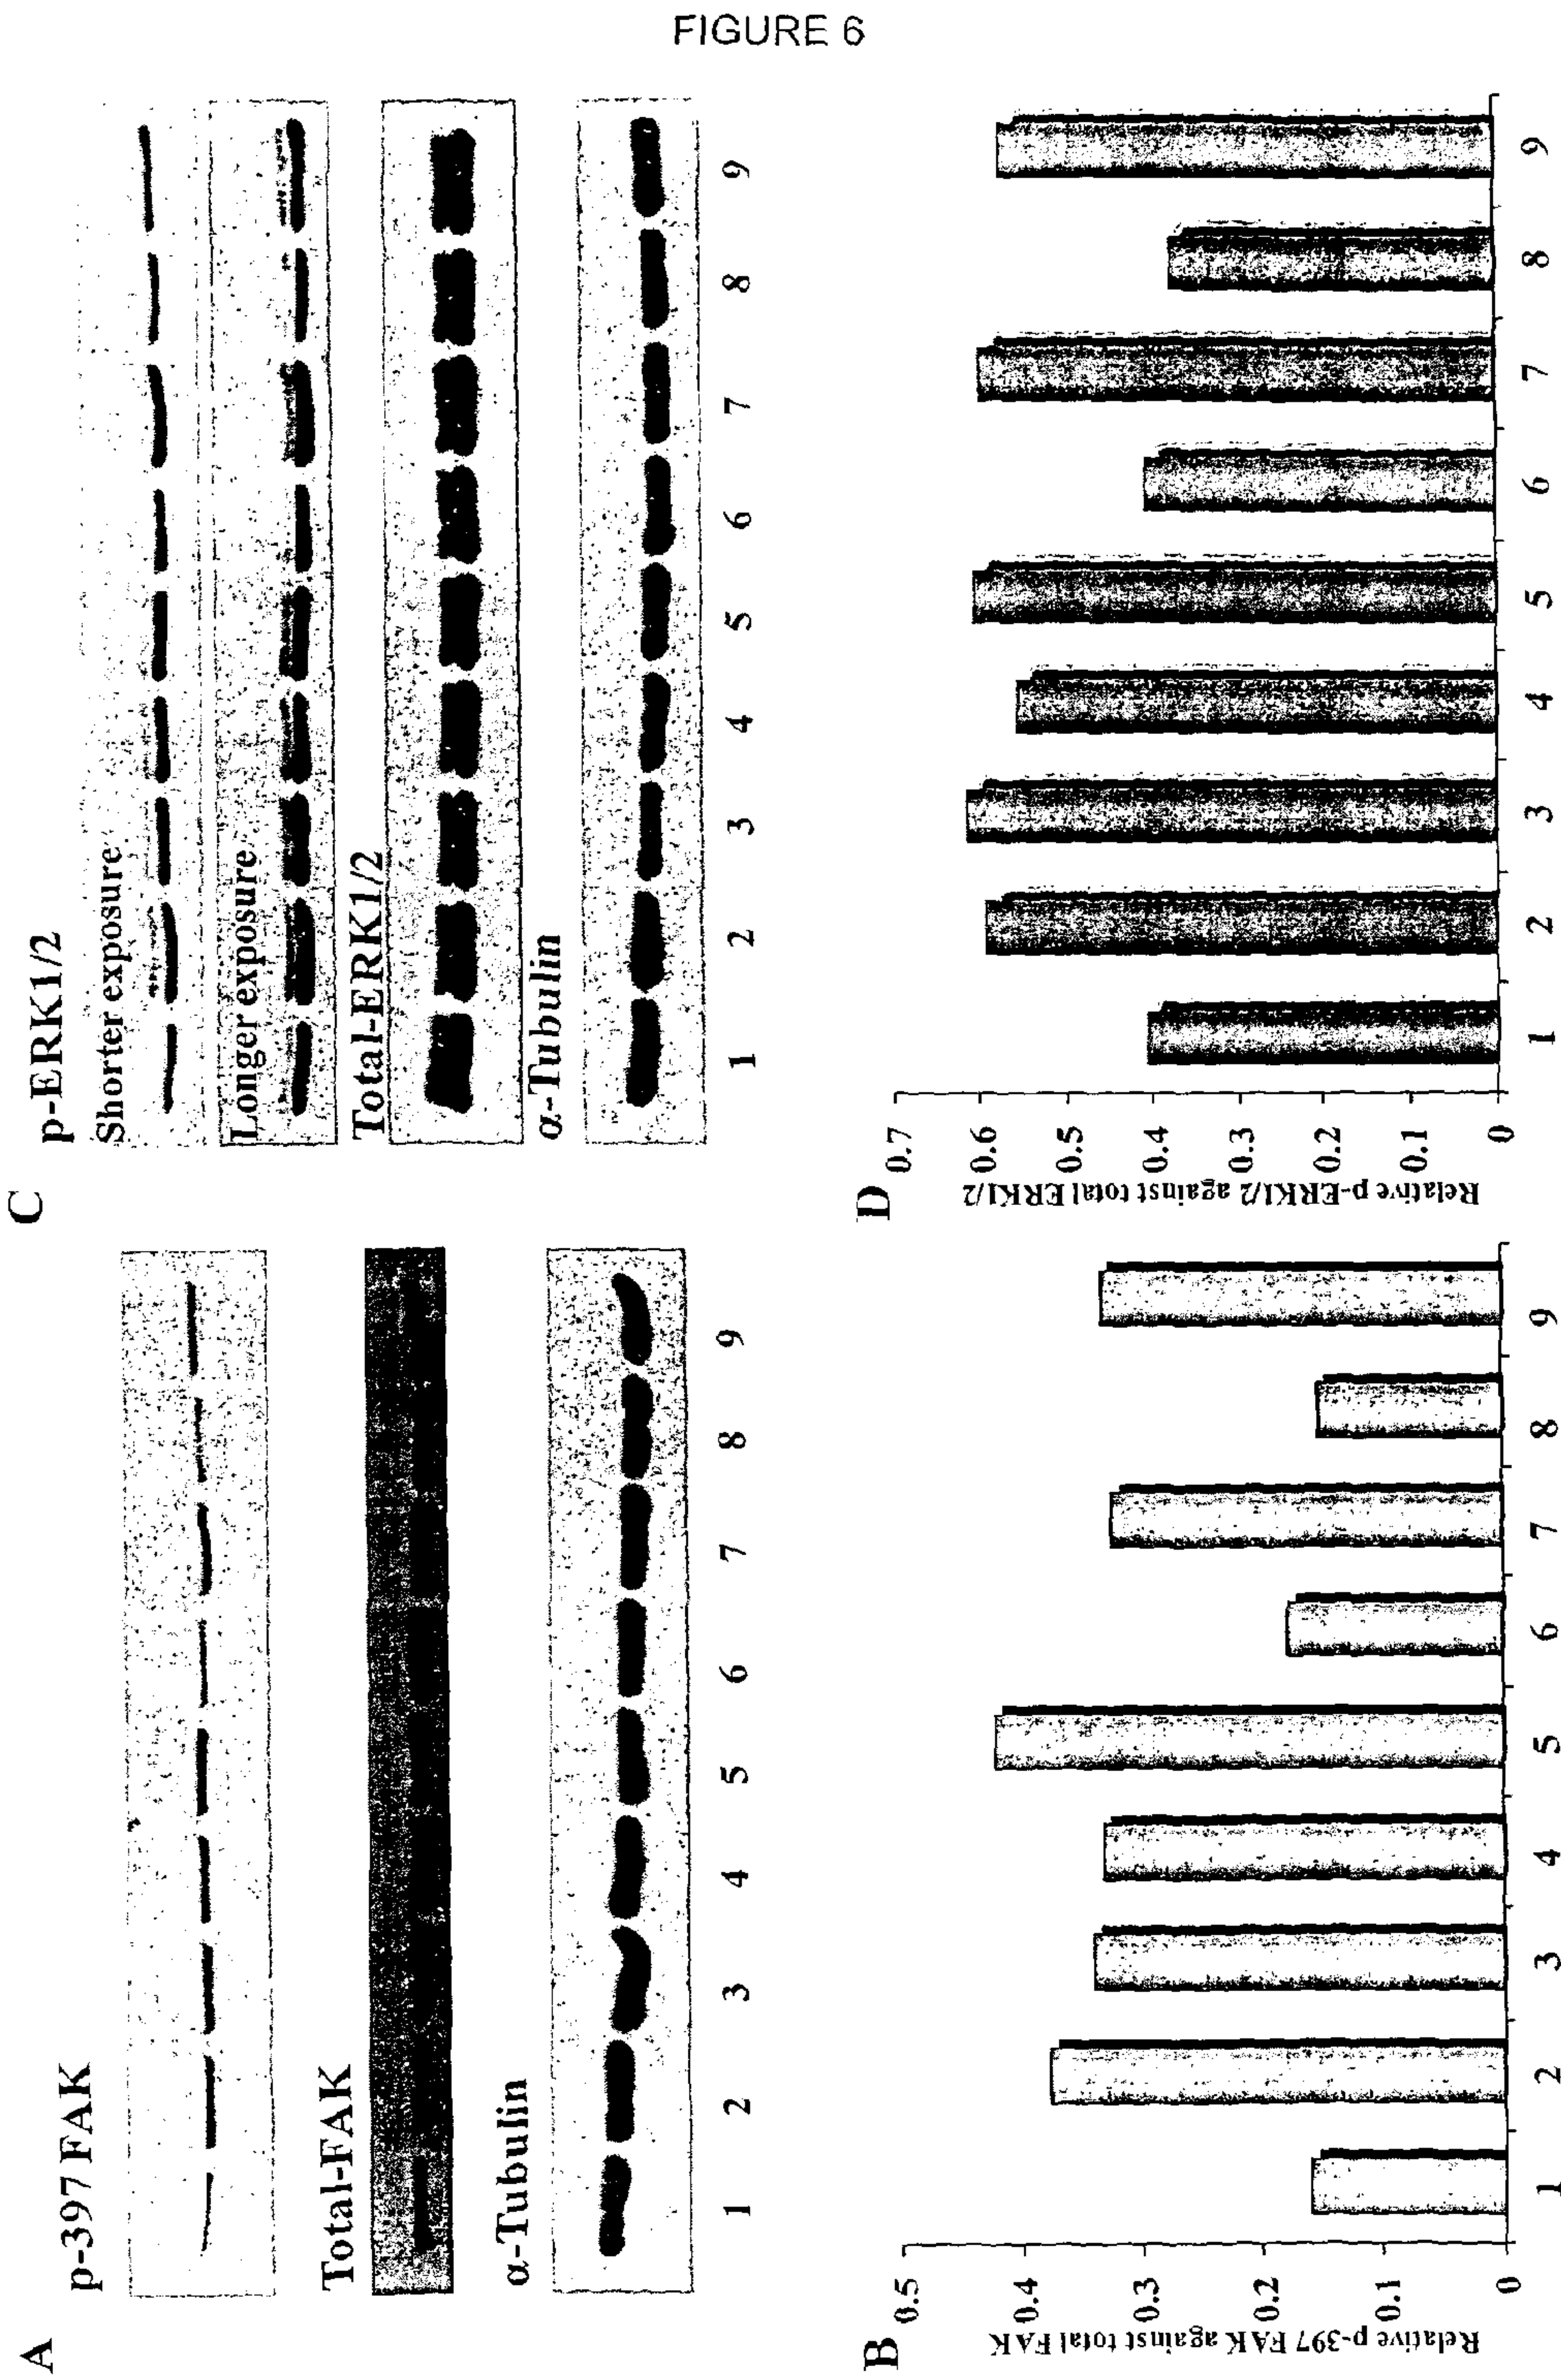 FIGURE 6
A
p-397 FAK
Total-FAK
α-Tubulin
1 2 3 4 5 6 7 8 9
B
Relative p-397 FAK against total FAK
0.5
0.4
0.3
0.2
0.1
0
1 2 3 4 5 6 7 8 9
C
p-ERK1/2
Shorter exposure
Longer exposure
Total-ERK1/2
α-Tubulin
1 2 3 4 5 6 7 8 9
D
Relative p-ERK1/2 against total ERK1/2
0.7
0.6
0.5
0.4
0.3
0.2
0.1
0
1 2 3 4 5 6 7 8 9